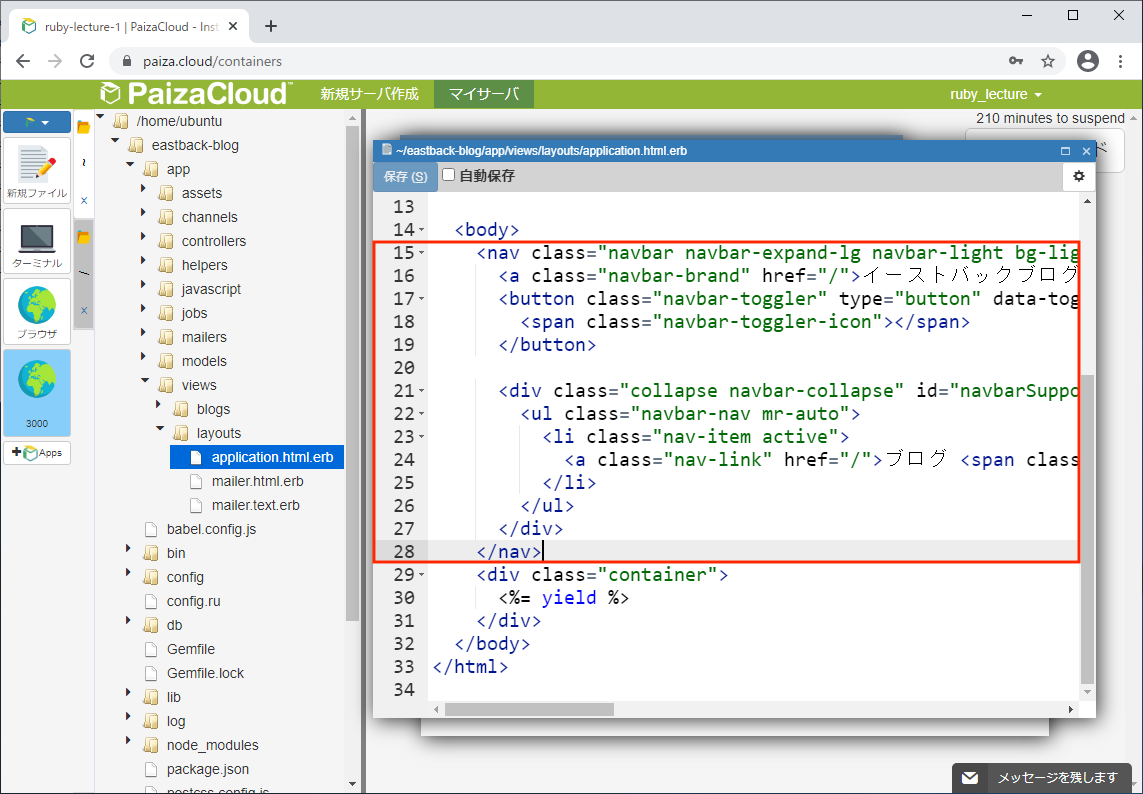 ruby-lecture-1 | PaizaCloud - Inst
paiza.cloud/containers
PaizaCloud
新規サーバ作成
マイサーバ
ruby_lecture
210 minutes to suspend
ド
新規ファイル
ターミナル
ブラウザ
3000
Apps
/home/ubuntu
eastback-blog
app
assets
channels
controllers
helpers
javascript
jobs
mailers
models
views
blogs
layouts
application.html.erb
mailer.html.erb
mailer.text.erb
babel.config.js
bin
config
config.ru
db
Gemfile
Gemfile.lock
lib
log
node_modules
package.json
postcss.config.js
~/eastback-blog/app/views/layouts/application.html.erb
保存 (S) 自動保存
13
14 <body>
15 <nav class="navbar navbar-expand-lg navbar-light bg-lig
16 <a class="navbar-brand" href="/">イーストバックブログ
17 <button class="navbar-toggler" type="button" data-tog
18 <span class="navbar-toggler-icon"></span>
19 </button>
20
21 <div class="collapse navbar-collapse" id="navbarSuppo
22 <ul class="navbar-nav mr-auto">
23 <li class="nav-item active">
24 <a class="nav-link" href="/">ブログ <span class
25 </li>
26 </ul>
27 </div>
28 </nav>
29 <div class="container">
30 <%= yield %>
31 </div>
32 </body>
33 </html>
34
メッセージを残します